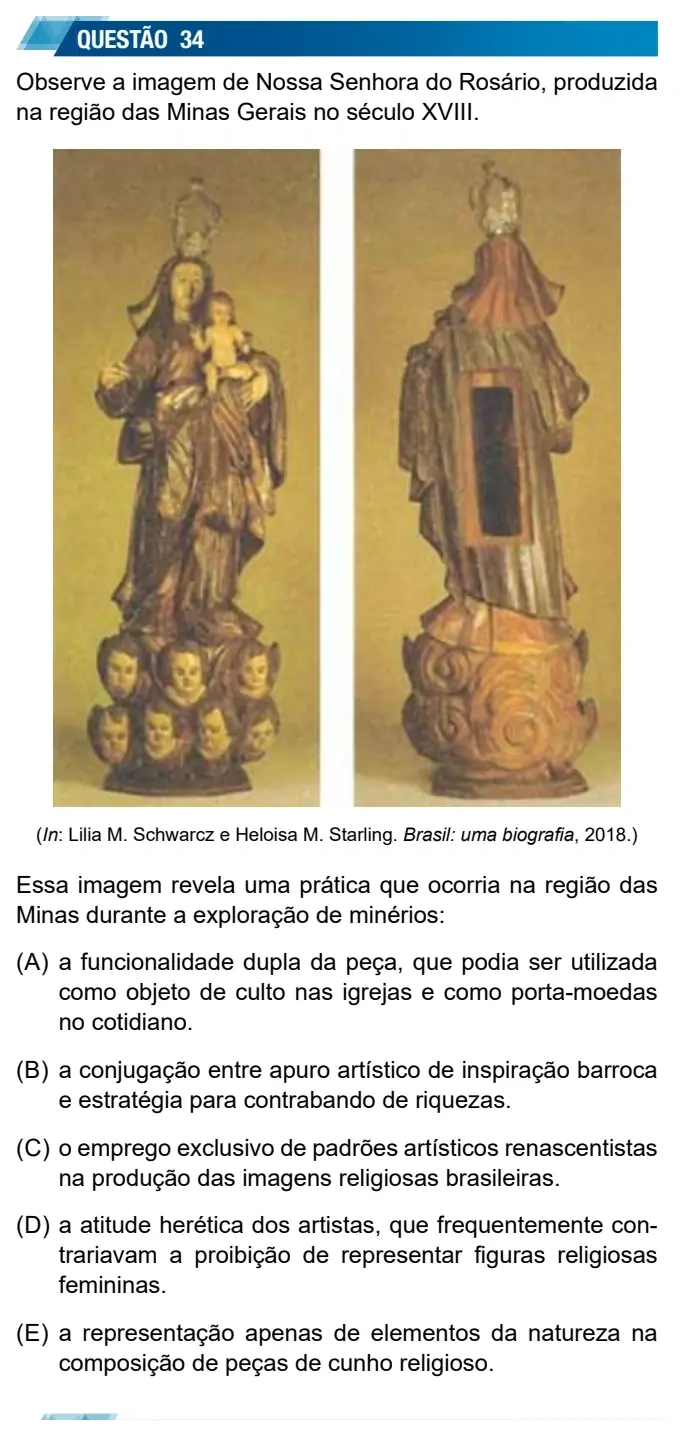 QUESTÃO 34
Observe a imagem de Nossa Senhora do Rosário, produzida
na região das Minas Gerais no século XVIII.
(In: Lilia M. Schwarcz e Heloisa M. Starling. Brasil: uma biografia, 2018.)
Essa imagem revela uma prática que ocorria na região das
Minas durante a exploração de minérios:
(A) a funcionalidade dupla da peça, que podia ser utilizada
como objeto de culto nas igrejas e como porta-moedas
no cotidiano.
(B) a conjugação entre apuro artístico de inspiração barroca
e estratégia para contrabando de riquezas.
(C) o emprego exclusivo de padrões artísticos renascentistas
na produção das imagens religiosas brasileiras.
(D) a atitude herética dos artistas, que frequentemente con-
trariavam a proibição de representar figuras religiosas
femininas.
(E) a representação apenas de elementos da natureza na
composição de peças de cunho religioso.